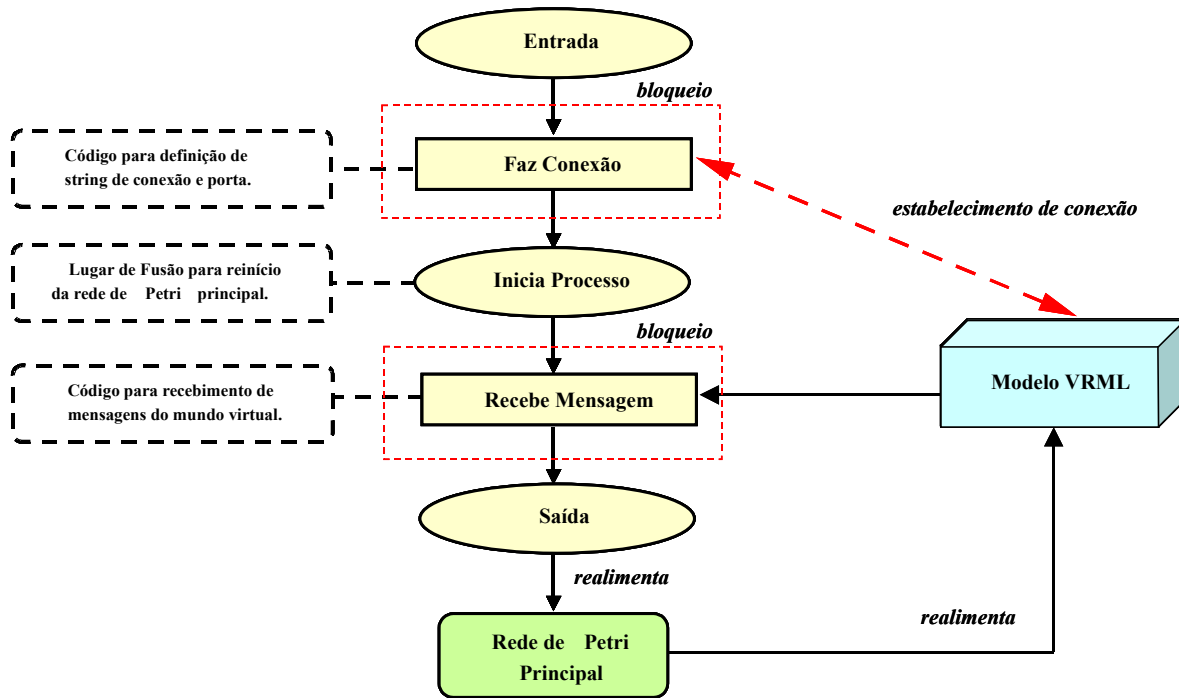 Entrada
bloqueio
Código para definição de
string de conexão e porta.
Faz Conexão
estabelecimento de conexão
Lugar de Fusão para reinício
da rede de Petri principal.
Inicia Processo
bloqueio
Código para recebimento de
mensagens do mundo virtual.
Recebe Mensagem
Modelo VRML
Saída
realimenta
realimenta
Rede de Petri
Principal